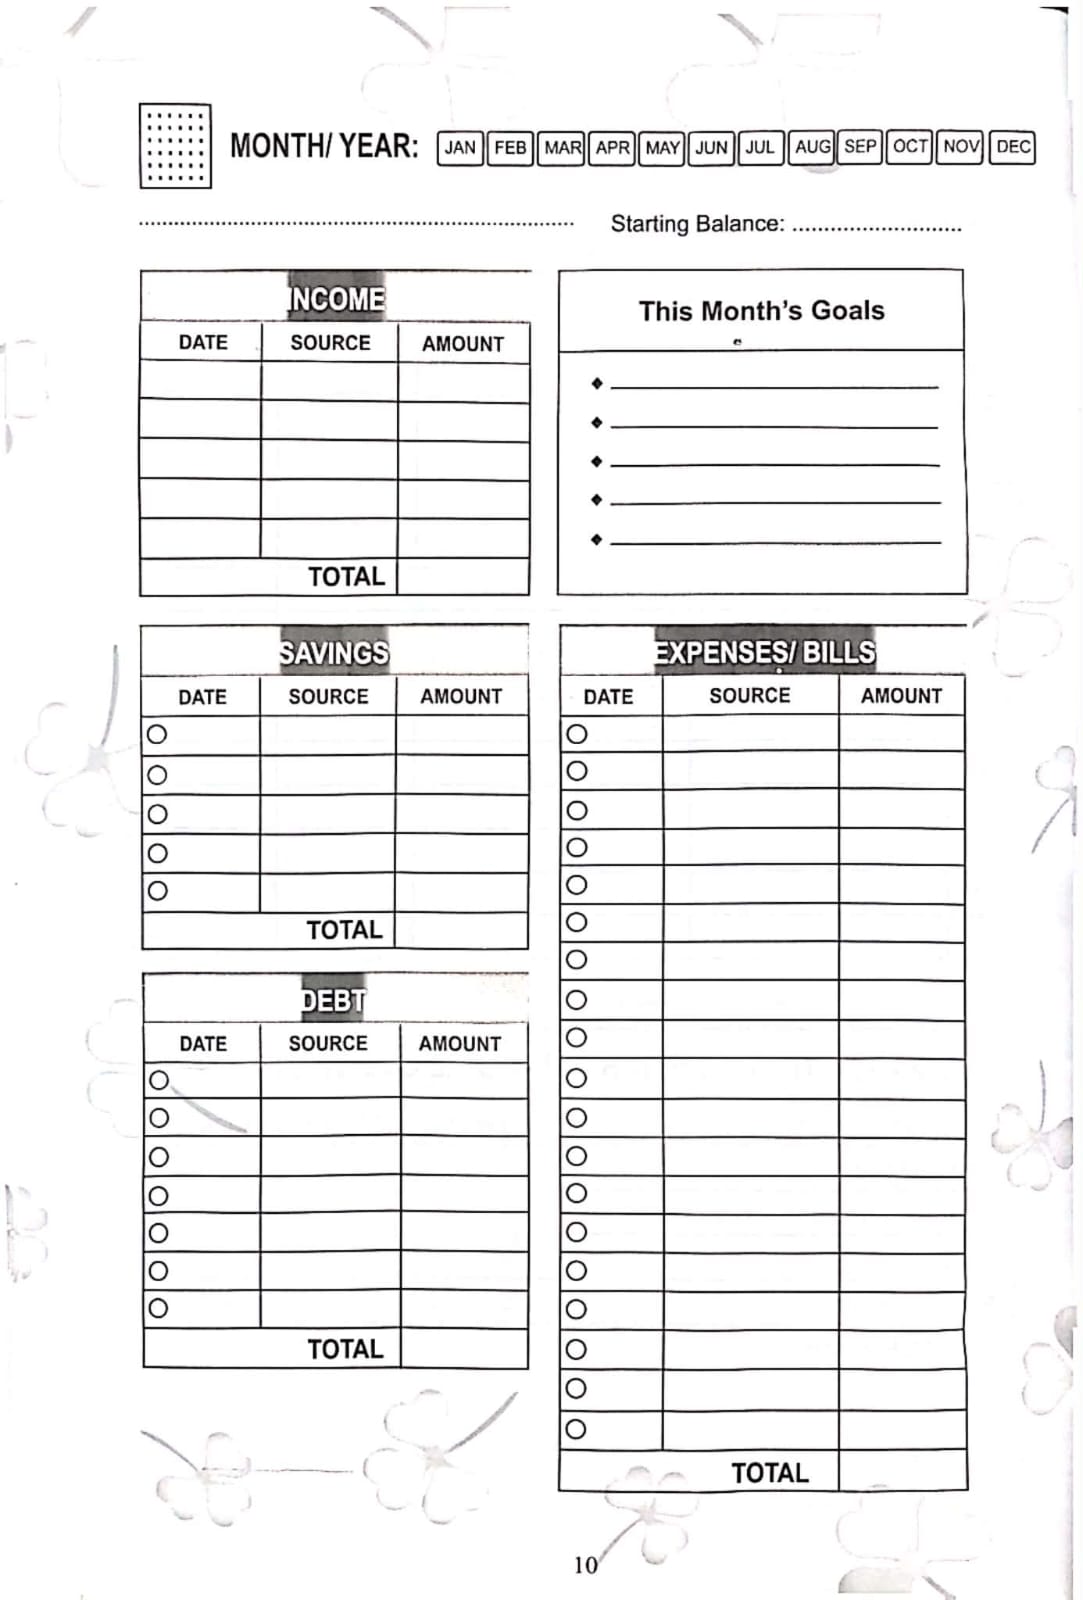 MONTH/ YEAR: JAN FEB MAR APR MAY JUN JUL AUG SEP OCT NOV DEC
Starting Balance:
INCOME
DATE SOURCE AMOUNT
TOTAL
This Month's Goals
SAVINGS
DATE SOURCE AMOUNT
TOTAL
DEBT
DATE SOURCE AMOUNT
TOTAL
EXPENSES/ BILLS
DATE SOURCE AMOUNT
TOTAL
10